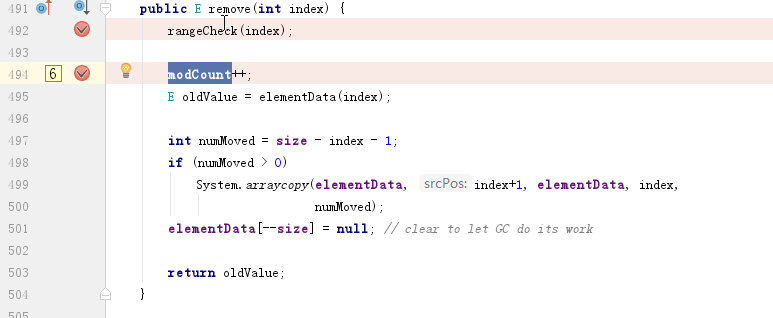 491 public E remove(int index) {
492 rangeCheck(index);
493
494 6 modCount++;
495 E oldValue = elementData(index);
496
497 int numMoved = size - index - 1;
498 if (numMoved > 0)
499 System.arraycopy(elementData, srcPos: index+1, elementData, index,
500 numMoved);
501 elementData[--size] = null; // clear to let GC do its work
502
503 return oldValue;
504 }
505